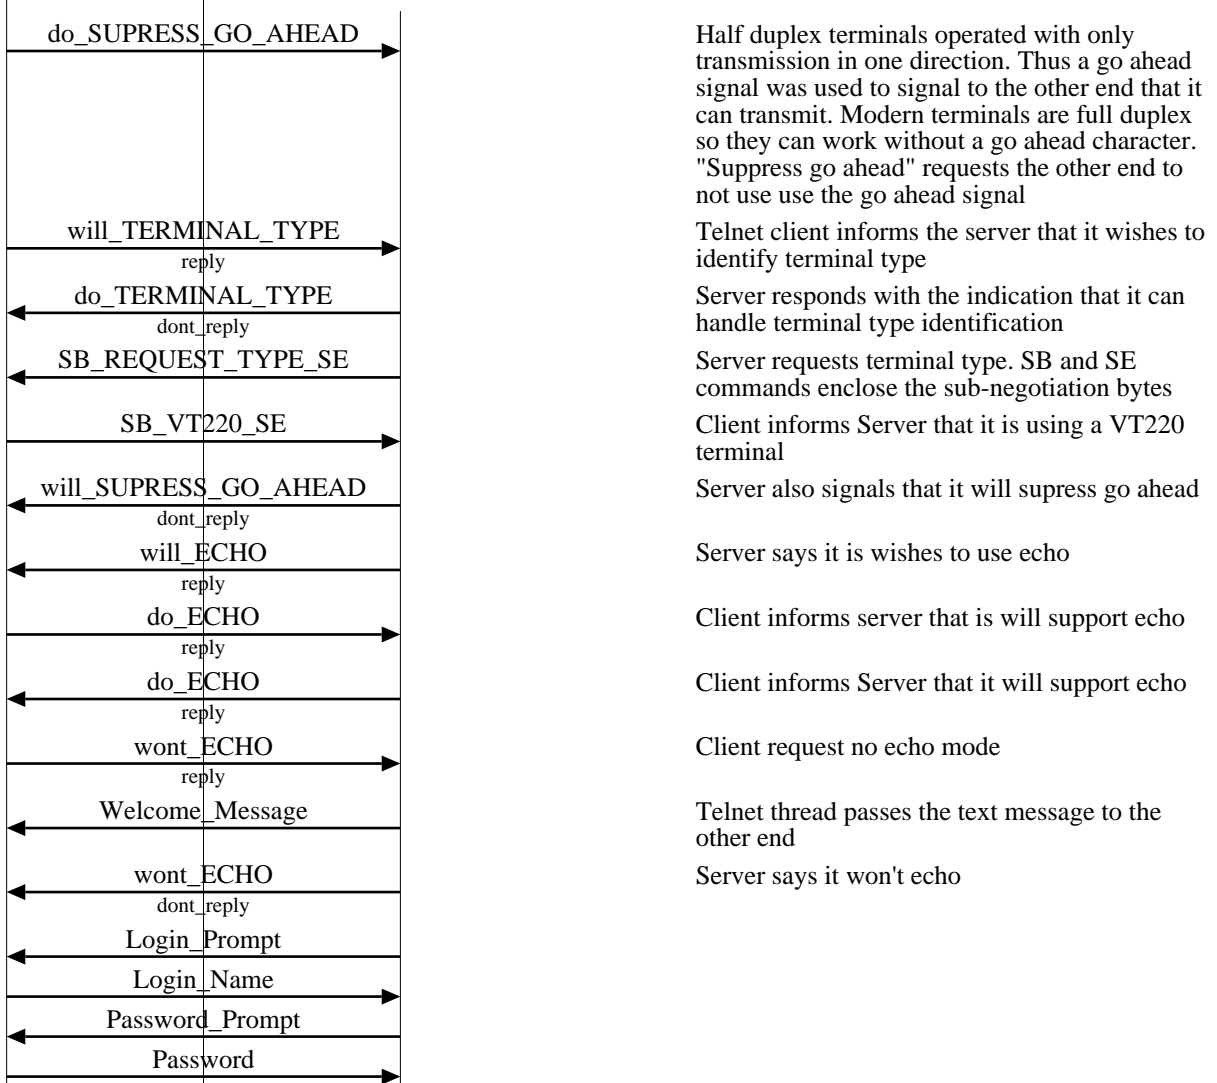 do_SUPRESS_GO_AHEAD
Half duplex terminals operated with only
transmission in one direction. Thus a go ahead
signal was used to signal to the other end that it
can transmit. Modern terminals are full duplex
so they can work without a go ahead character.
"Suppress go ahead" requests the other end to
not use use the go ahead signal
will_TERMINAL_TYPE
reply
Telnet client informs the server that it wishes to
identify terminal type
do_TERMINAL_TYPE
dont_reply
Server responds with the indication that it can
handle terminal type identification
SB_REQUEST_TYPE_SE
Server requests terminal type. SB and SE
commands enclose the sub-negotiation bytes
SB_VT220_SE
Client informs Server that it is using a VT220
terminal
will_SUPRESS_GO_AHEAD
dont_reply
Server also signals that it will supress go ahead
will_ECHO
reply
Server says it is wishes to use echo
do_ECHO
reply
Client informs server that is will support echo
do_ECHO
reply
Client informs Server that it will support echo
wont_ECHO
reply
Client request no echo mode
Welcome_Message
Telnet thread passes the text message to the
other end
wont_ECHO
dont_reply
Server says it won't echo
Login_Prompt
Login_Name
Password_Prompt
Password